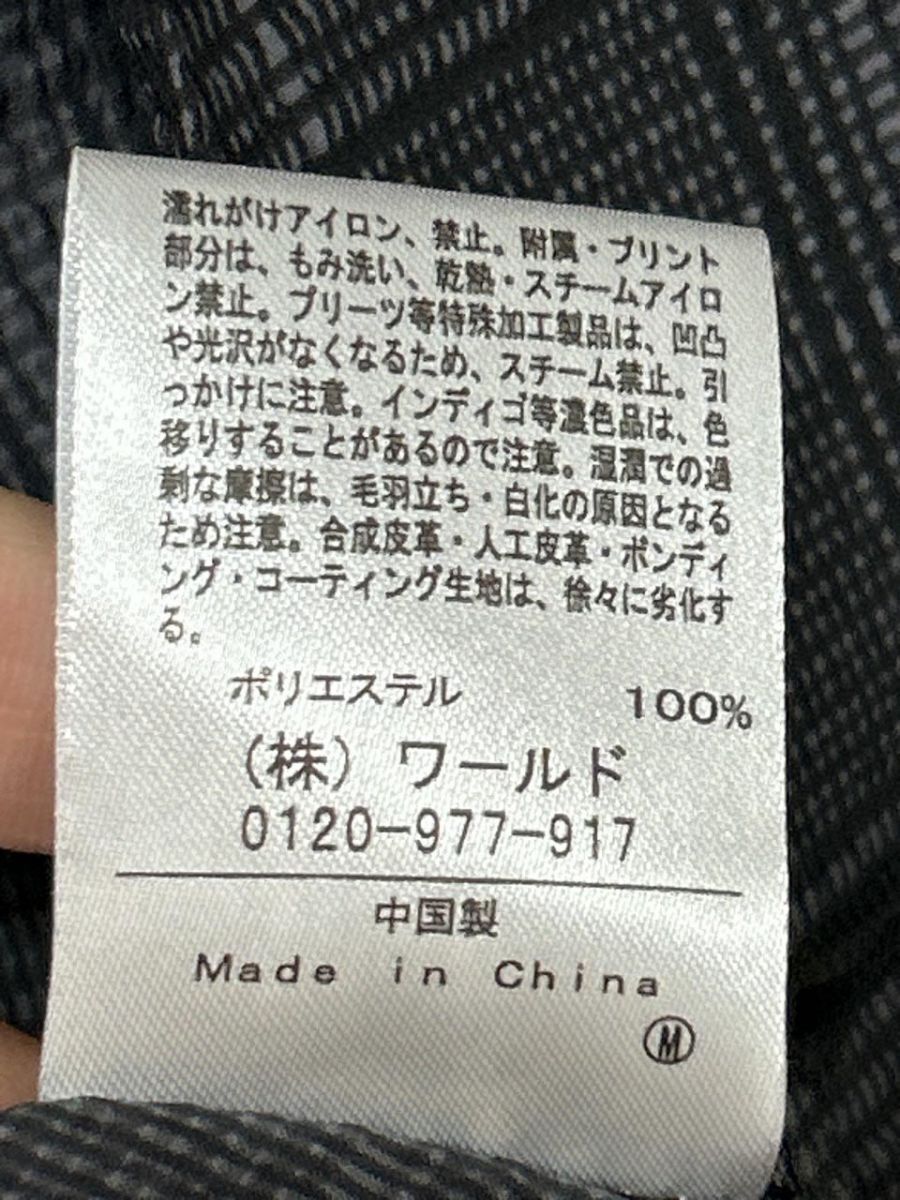 濡れがけアイロン、禁止。附属・プリント
部分は、もみ洗い、乾熱・スチームアイロ
ン禁止。プリーツ等特殊加工製品は、凹凸
や光沢がなくなるため、スチーム禁止。引
っかけに注意。インディゴ等濃色品は、色
移りすることがあるので注意。湿潤での過
剰な摩擦は、毛羽立ち・白化の原因となる
ため注意。合成皮革・人工皮革・ボンディ
ング・コーティング生地は、徐々に劣化す
る。
ポリエステル 100%
(株) ワールド
0120-977-917
中国製
Made in China
Ⓜ